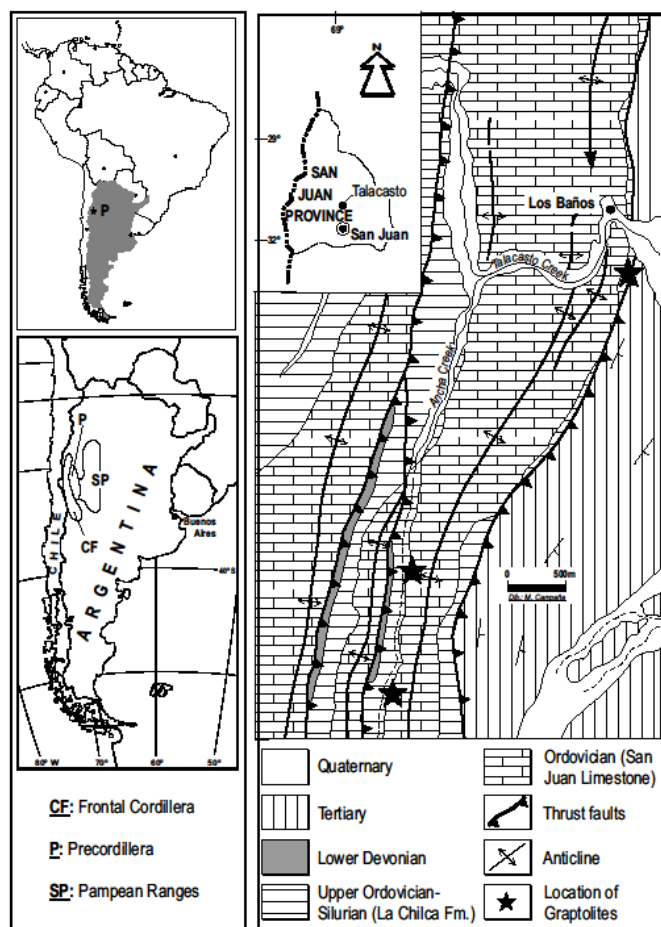 P
P
SP
CF
CHILE
ARGENTINA
Buenos
Aires
40°S
80° W
70°
60°
50°
CF: Frontal Cordillera
P: Precordillera
SP: Pampean Ranges
69°
N
29°
SAN
JUAN
PROVINCE
Talacasto
San Juan
32°
Los Baños
Talacasto Creek
Ancha Creek
0 500m
Dib.: M. Campaña
Quaternary
Tertiary
Lower Devonian
Upper Ordovician-
Silurian (La Chilca Fm.)
Ordovician (San
Juan Limestone)
Thrust faults
Anticline
Location of
Graptolites